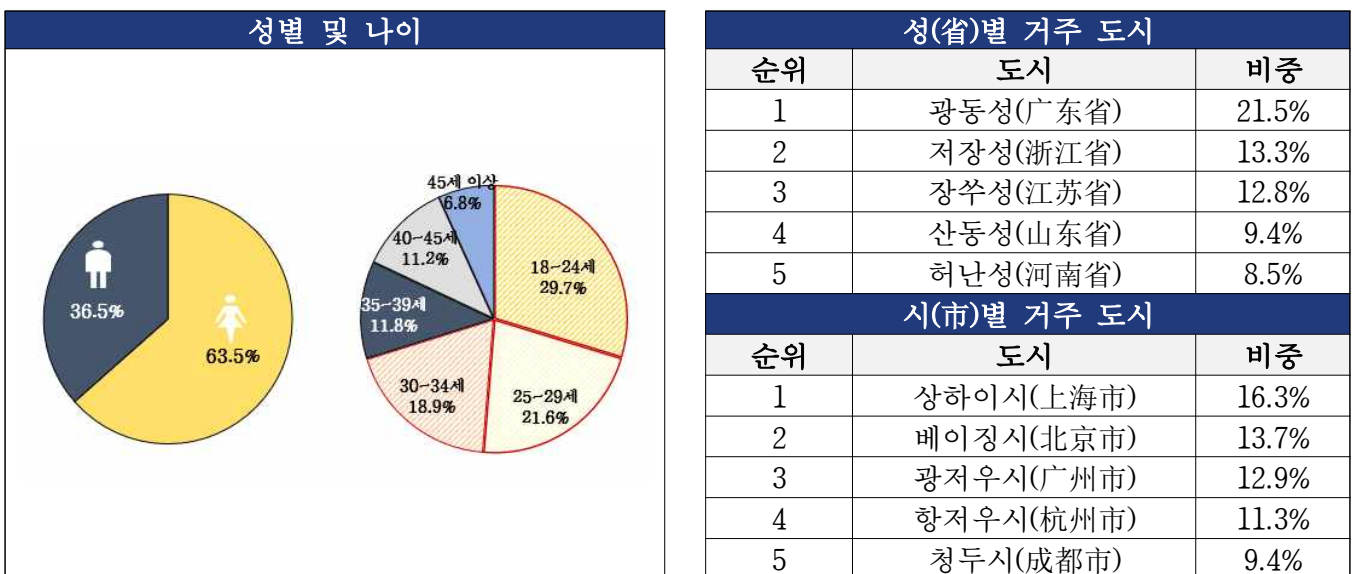 성별 및 나이
36.5%
63.5%
45세 이상
6.8%
40-45세
11.2%
35-39세
11.8%
30-34세
18.9%
25-29세
21.6%
18-24세
29.7%
성(省)별 거주 도시
순위 도시 비중
1 광동성(广东省) 21.5%
2 저장성(浙江省) 13.3%
3 장쑤성(江苏省) 12.8%
4 산동성(山东省) 9.4%
5 허난성(河南省) 8.5%
시(市)별 거주 도시
순위 도시 비중
1 상하이시(上海市) 16.3%
2 베이징시(北京市) 13.7%
3 광저우시(广州市) 12.9%
4 항저우시(杭州市) 11.3%
5 청두시(成都市) 9.4%